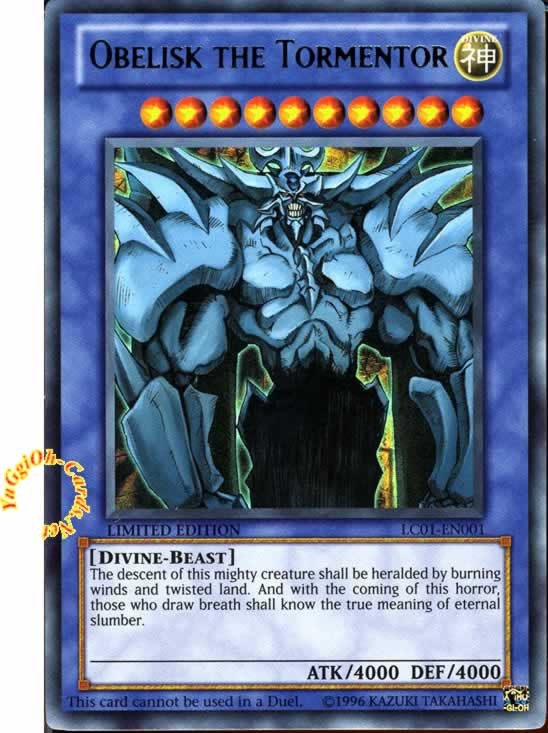 OBELISK THE TORMENTOR
DIVINE
神
YuGgiOh-Cards.Net
LIMITED EDITION
LC01-EN001
[DIVINE-BEAST]
The descent of this mighty creature shall be heralded by burning
winds and twisted land. And with the coming of this horror,
those who draw breath shall know the true meaning of eternal
slumber.
ATK/4000 DEF/4000
This card cannot be used in a Duel.
©1996 KAZUKI TAKAHASHI